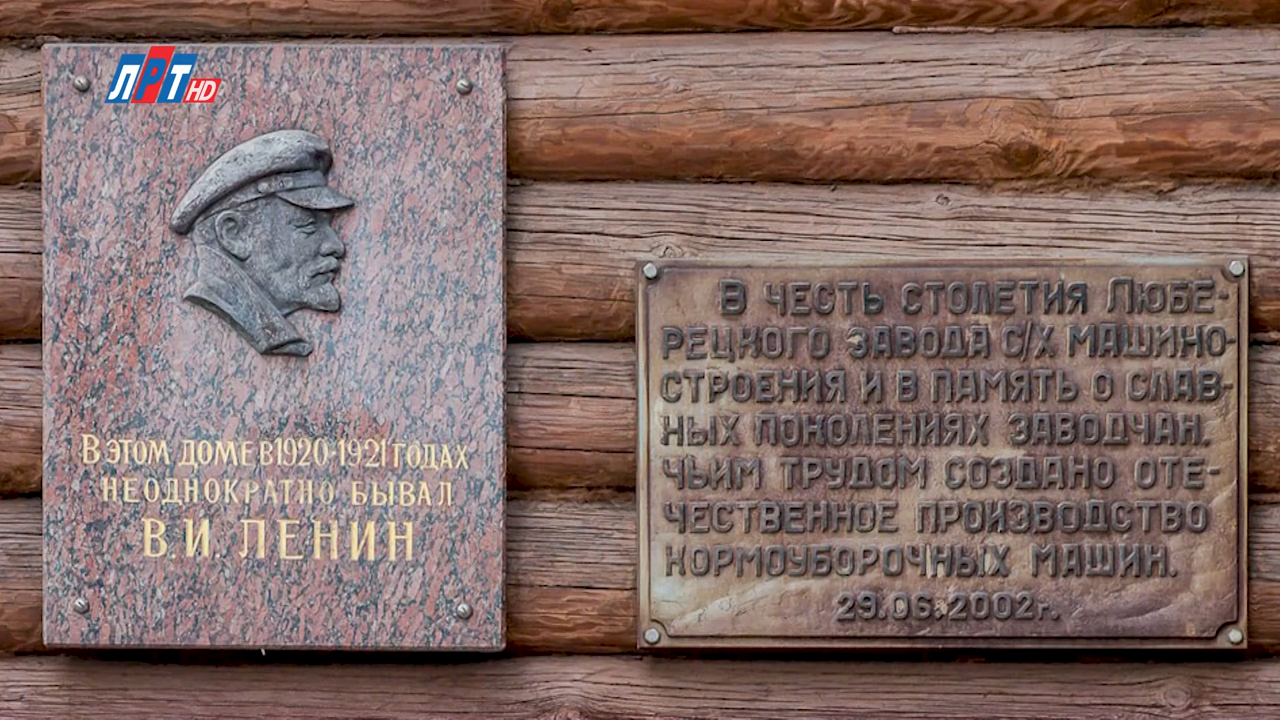 ЛРТ HD
В ЭТОМ ДОМЕ В 1920-1921 ГОДАХ
НЕОДНОКРАТНО БЫВАЛ
В.И. ЛЕНИН
В ЧЕСТЬ СТОЛЕТИЯ ЛЮБЕ-
РЕЦКОГО ЗАВОДА С/Х МАШИНО-
СТРОЕНИЯ И В ПАМЯТЬ О СЛАВ-
НЫХ ПОКОЛЕНИЯХ ЗАВОДЧАН.
ЧЬИМ ТРУДОМ СОЗДАНО ОТЕ-
ЧЕСТВЕННОЕ ПРОИЗВОДСТВО
КОРМОУБОРОЧНЫХ МАШИН.
29.06.2002г.